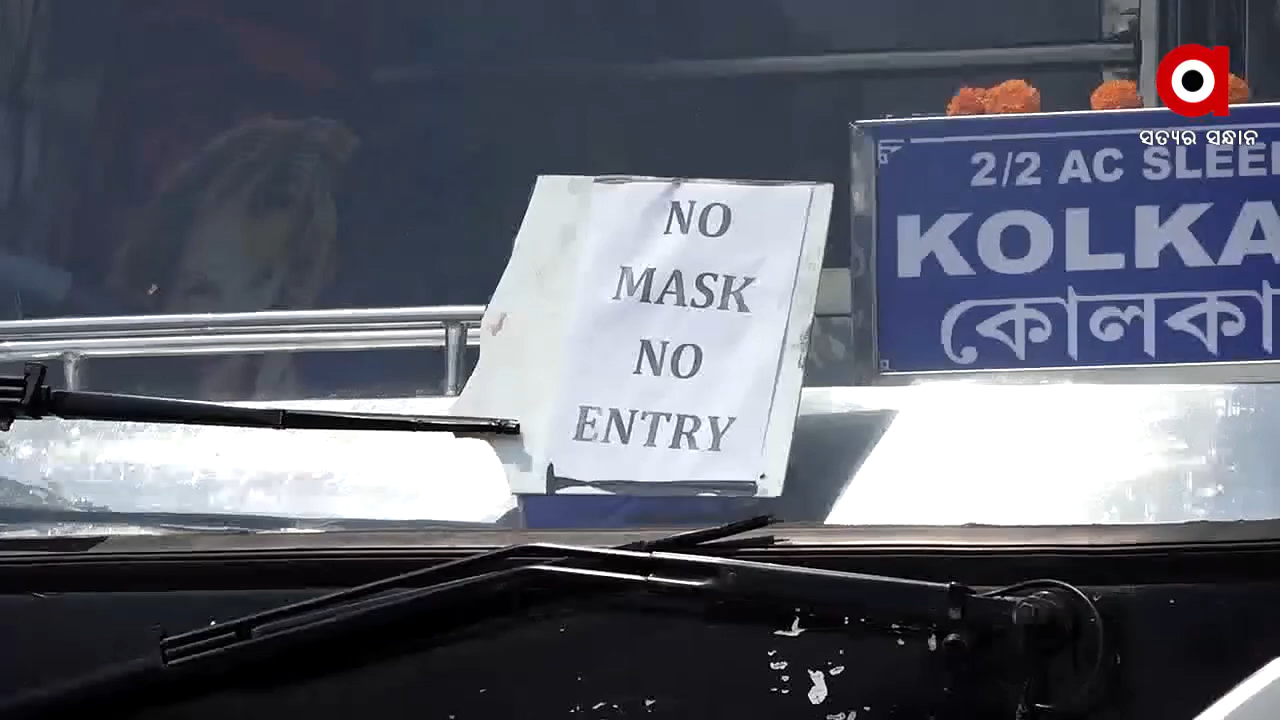 NO
MASK
NO
ENTRY
ସତ୍ୟର ସନ୍ଧାନ
2/2 AC SLEE
KOLKA
কোলকা